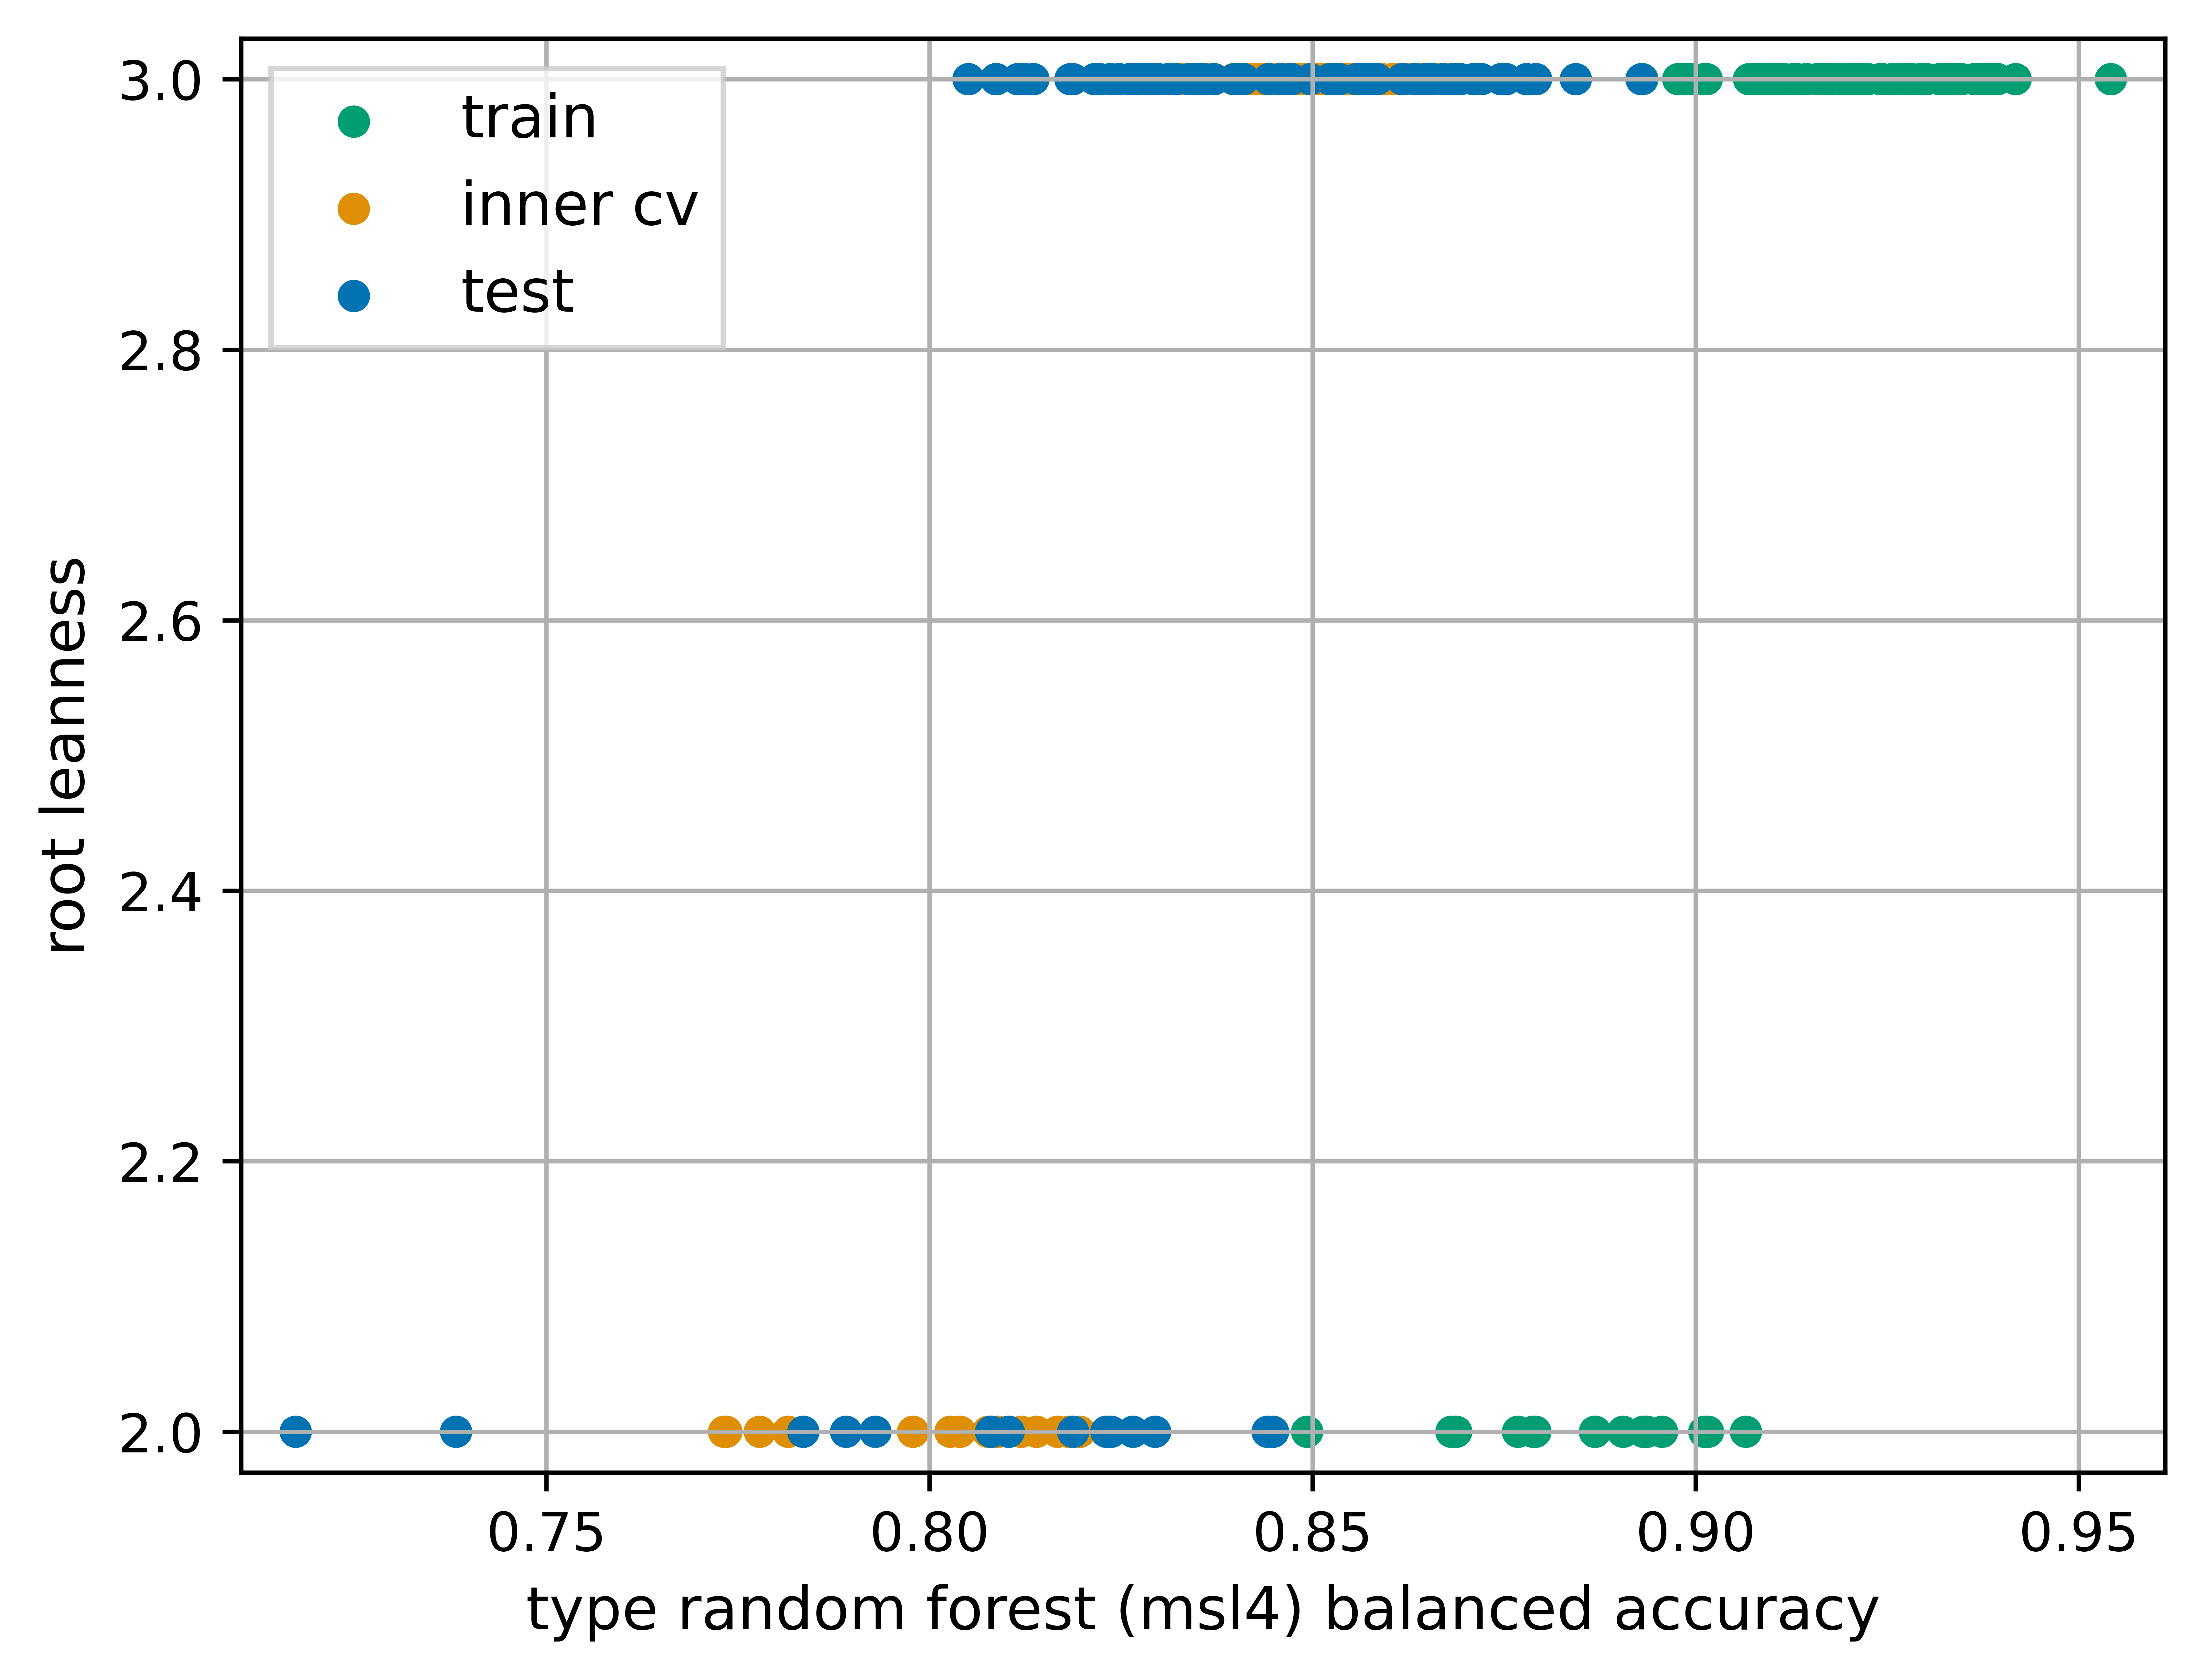 3.0
2.8
2.6
2.4
2.2
2.0
root leanness
train
inner cv
test
0.75 0.80 0.85 0.90 0.95
type random forest (msl4) balanced accuracy